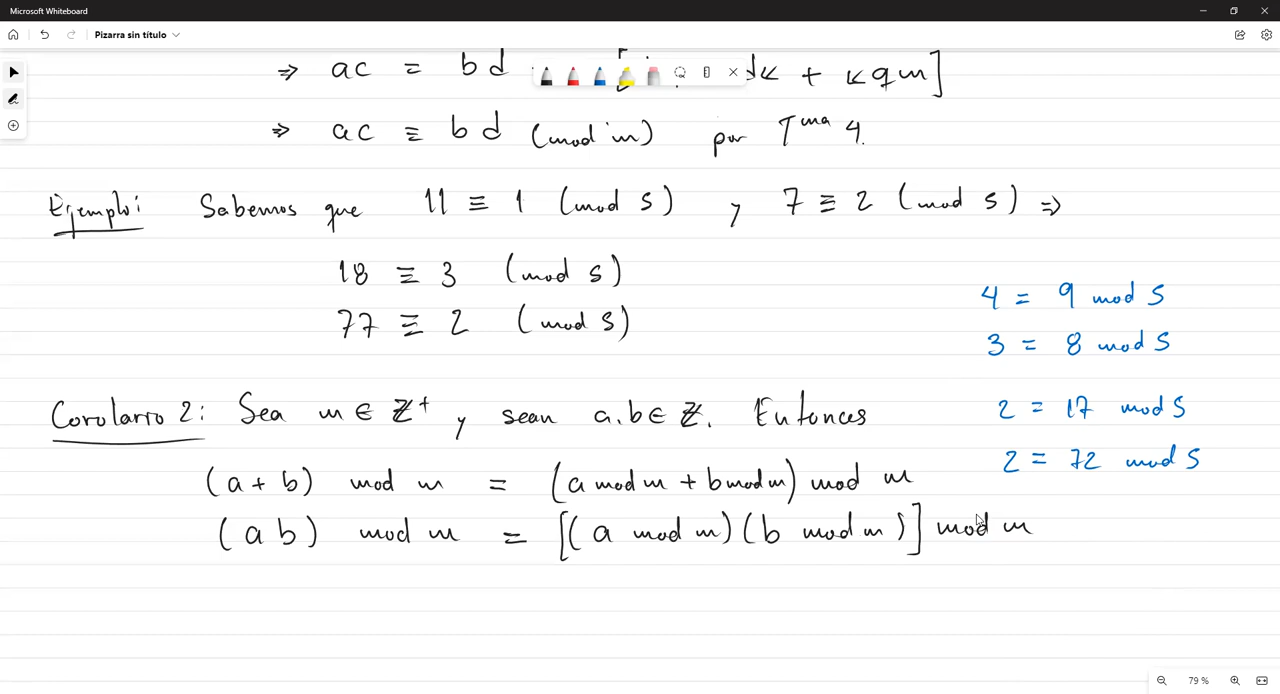 Microsoft Whiteboard
Pizarra sin título
⇒ ac = bd dk + kqm]
⇒ ac ≡ bd (mod m) por Tma 4.
Ejemplo: Sabemos que 11 ≡ 1 (mod 5) y 7 ≡ 2 (mod 5) ⇒
18 ≡ 3 (mod 5)
77 ≡ 2 (mod 5)
4 = 9 mod 5
3 = 8 mod 5
2 = 17 mod 5
2 = 72 mod 5
Corolario 2: Sea m ∈ ℤ+ y sean a, b ∈ ℤ. Entonces
(a + b) mod m = (a mod m + b mod m) mod m
(ab) mod m = [(a mod m)(b mod m)] mod m
79 %